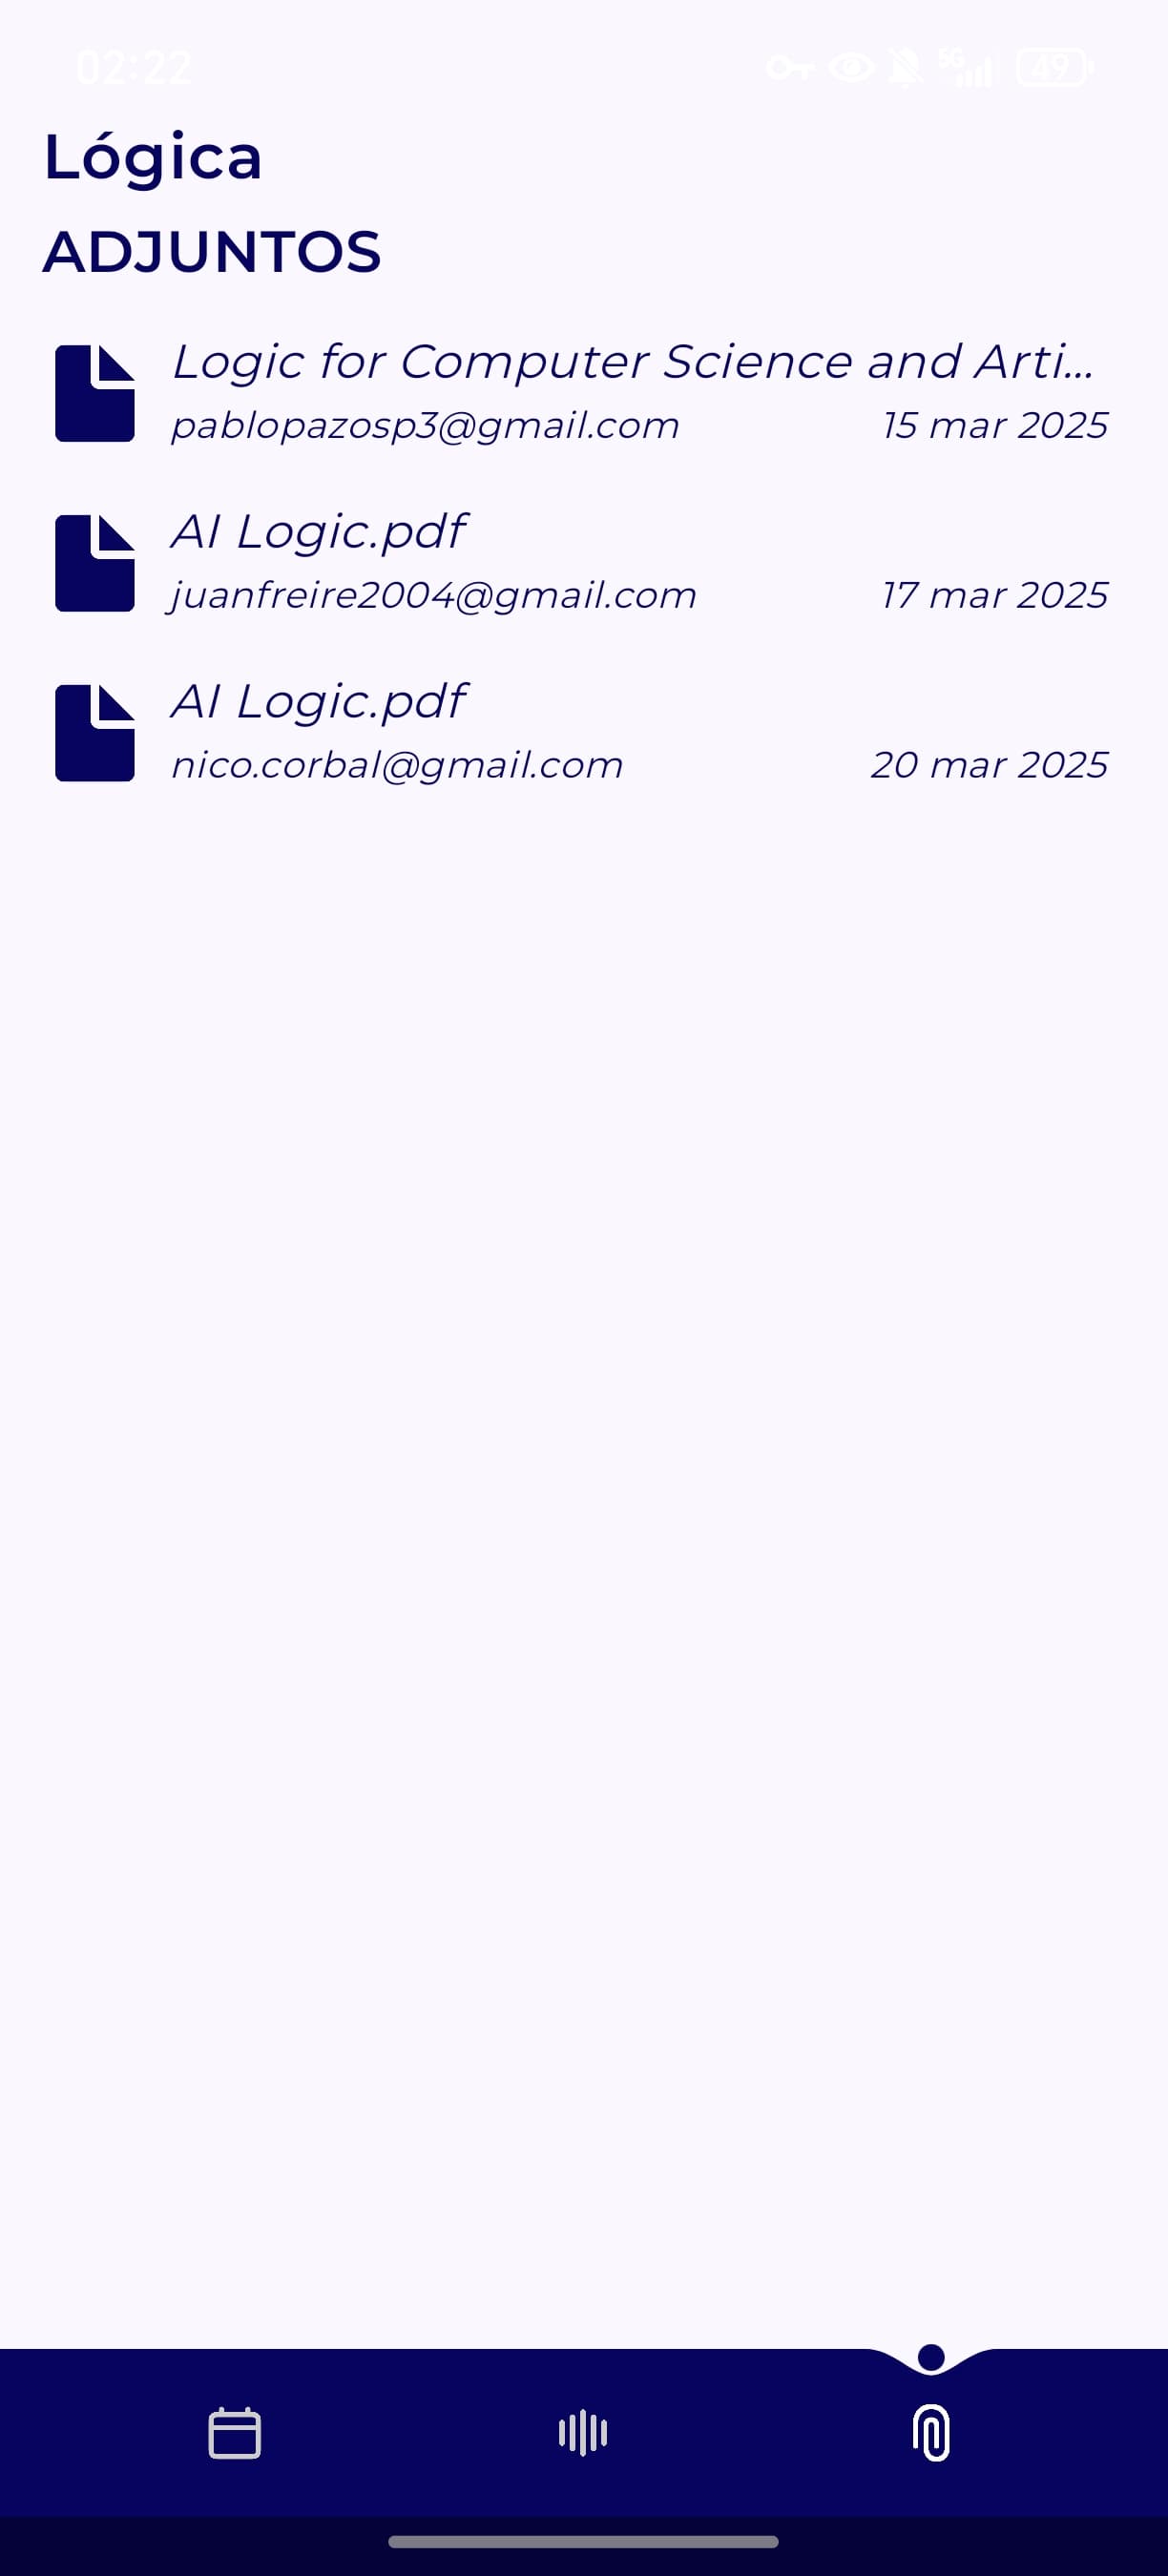 02:22
5G
49
Lógica
ADJUNTOS
Logic for Computer Science and Arti...
pablopazosp3@gmail.com 15 mar 2025
AI Logic.pdf
juanfreire2004@gmail.com 17 mar 2025
AI Logic.pdf
nico.corbal@gmail.com 20 mar 2025